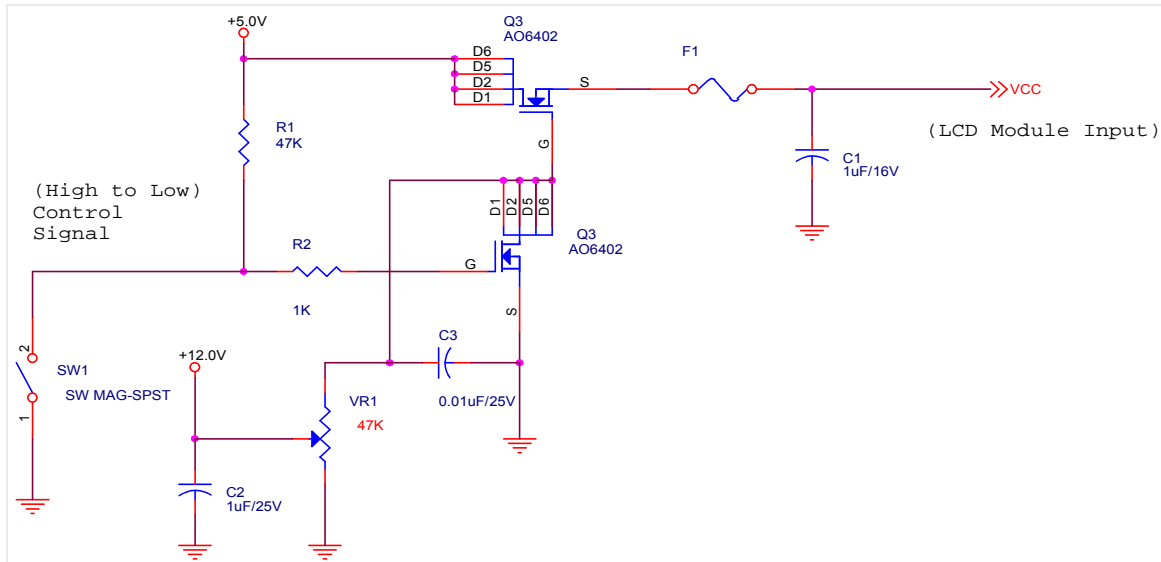 +5.0V
Q3
AO6402
D6
D5
D2
D1
S
G
F1
VCC
(LCD Module Input)
C1
1uF/16V
R1
47K
(High to Low)
Control
Signal
D1
D2
D5
D6
Q3
AO6402
R2
1K
G
S
C3
0.01uF/25V
+12.0V
2
SW1
SW MAG-SPST
1
VR1
47K
C2
1uF/25V